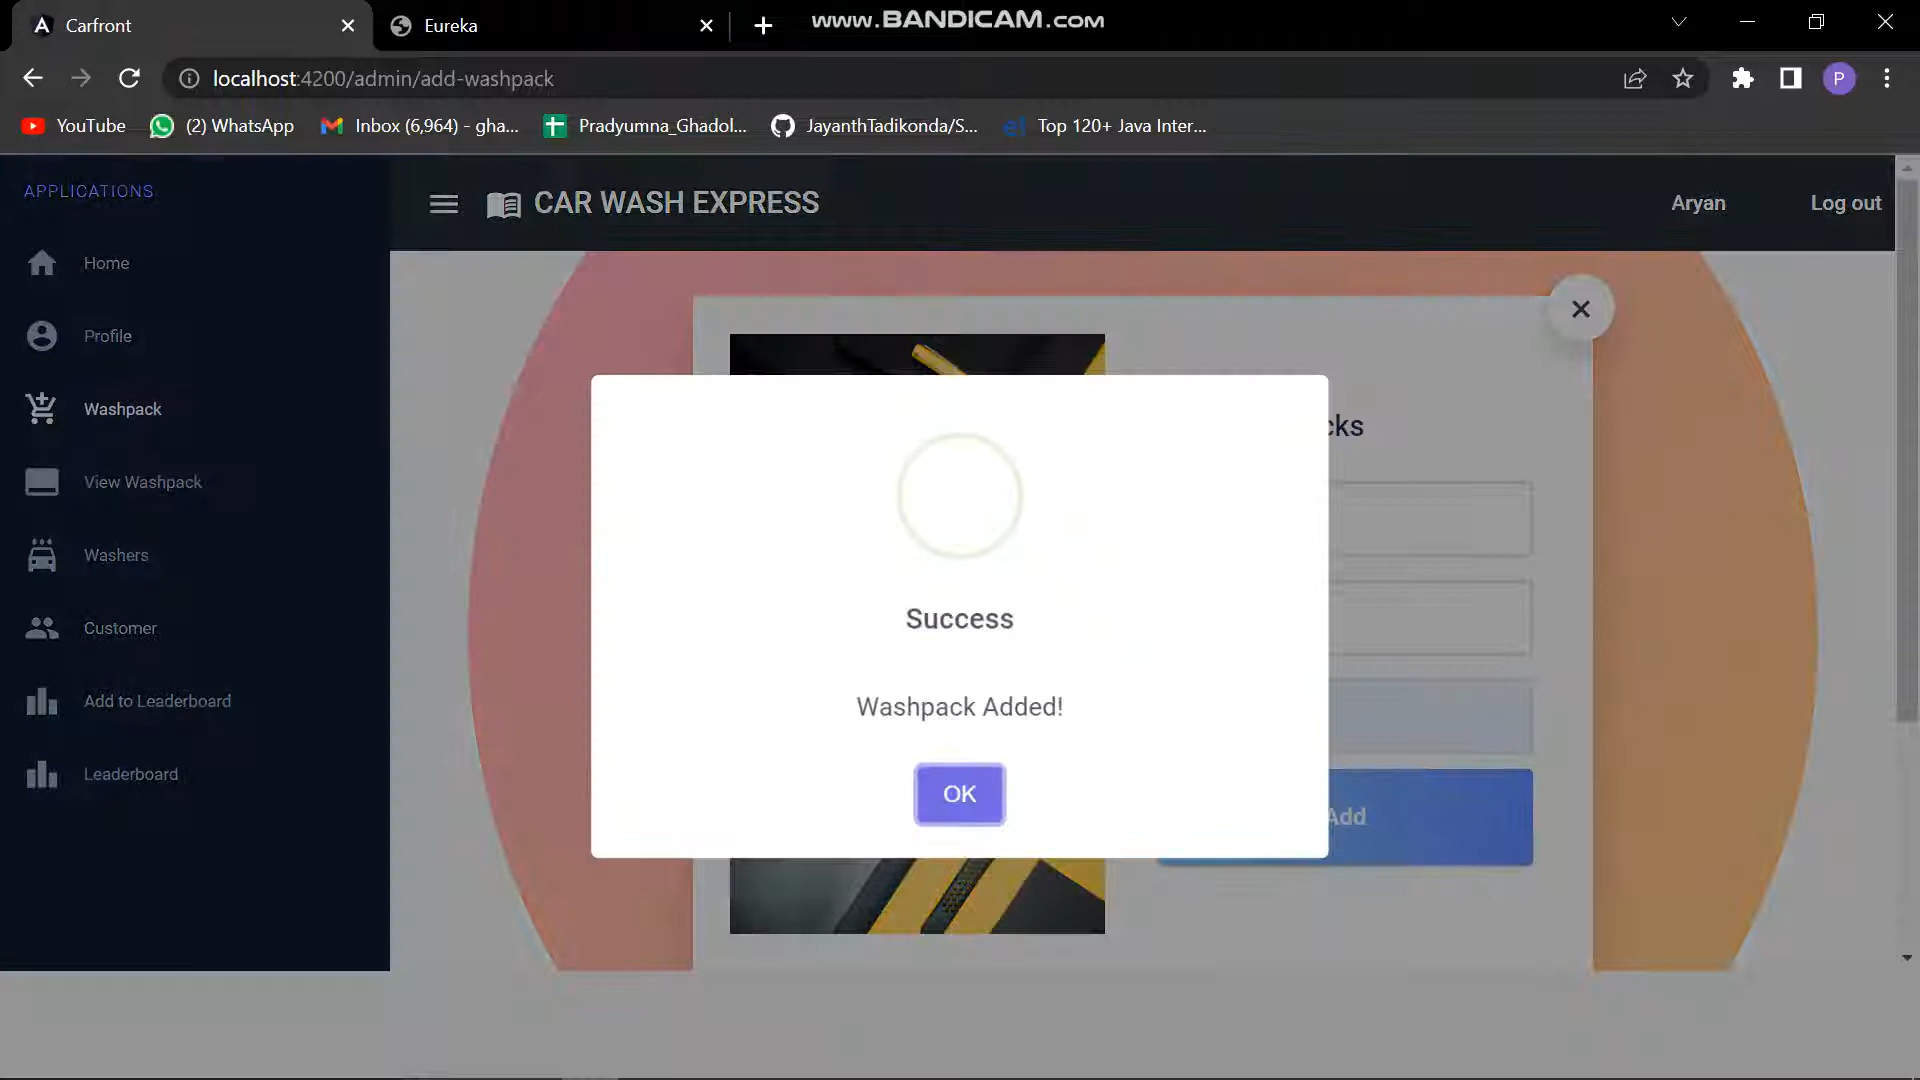 Carfront
Eureka
www.BANDICAM.com
localhost:4200/admin/add-washpack
P
YouTube
(2) WhatsApp
Inbox (6,964) - gha...
Pradyumna_Ghadol...
JayanthTadikonda/S...
Top 120+ Java Inter...
APPLICATIONS
CAR WASH EXPRESS
Aryan
Log out
Home
Profile
Washpack
View Washpack
Washers
Customer
Add to Leaderboard
Leaderboard
cks
Success
Washpack Added!
OK
Add